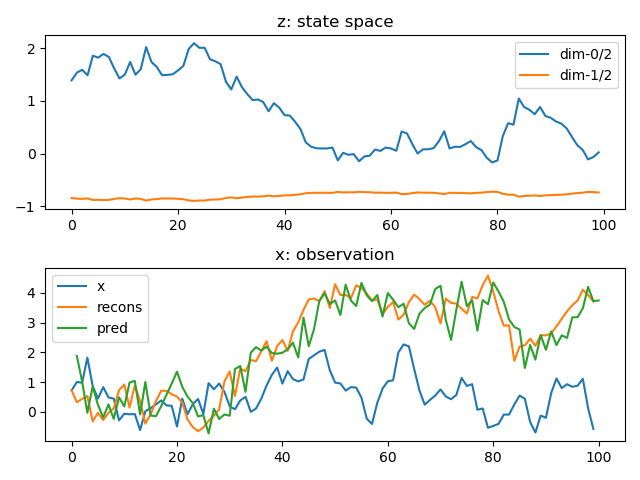 z: state space
2
1
0
−1
dim-0/2
dim-1/2
0 20 40 60 80 100
x: observation
4
3
2
1
0
x
recons
pred
0 20 40 60 80 100